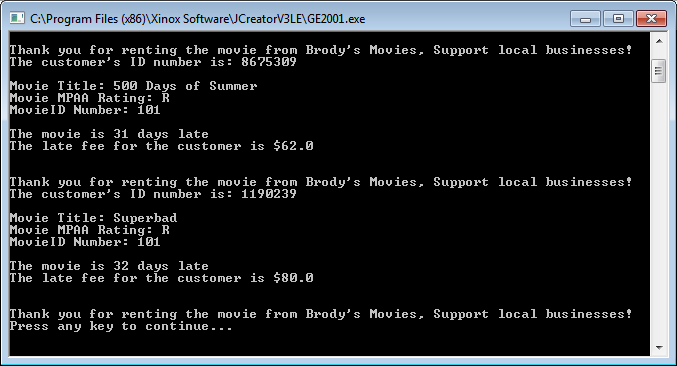 C:\Program Files (x86)\Xinox Software\JCreatorV3LE\GE2001.exe
Thank you for renting the movie from Brody's Movies, Support local businesses!
The customer's ID number is: 8675309
Movie Title: 500 Days of Summer
Movie MPAA Rating: R
MovieID Number: 101
The movie is 31 days late
The late fee for the customer is $62.0
Thank you for renting the movie from Brody's Movies, Support local businesses!
The customer's ID number is: 1190239
Movie Title: Superbad
Movie MPAA Rating: R
MovieID Number: 101
The movie is 32 days late
The late fee for the customer is $80.0
Thank you for renting the movie from Brody's Movies, Support local businesses!
Press any key to continue...